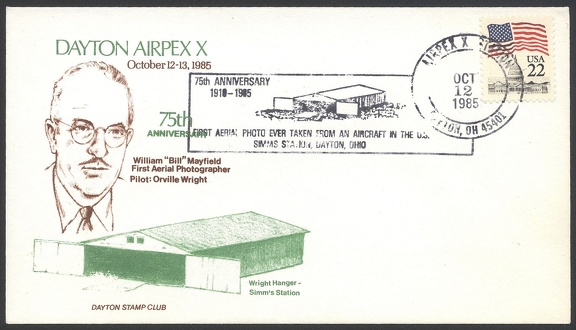 DAYTON AIRPEX X
October 12-13, 1985
75th
ANNIVERSARY
William "Bill" Mayfield
First Aerial Photographer
Pilot: Orville Wright
Wright Hanger -
Simm's Station
DAYTON STAMP CLUB
75th ANNIVERSARY
1910-1985
FIRST AERIAL PHOTO EVER TAKEN FROM AN AIRCRAFT IN THE U.S.
SIMMS STATION, DAYTON, OHIO
AIRPEX X STATION
OCT
12
1985
DAYTON, OH 45401
USA
22